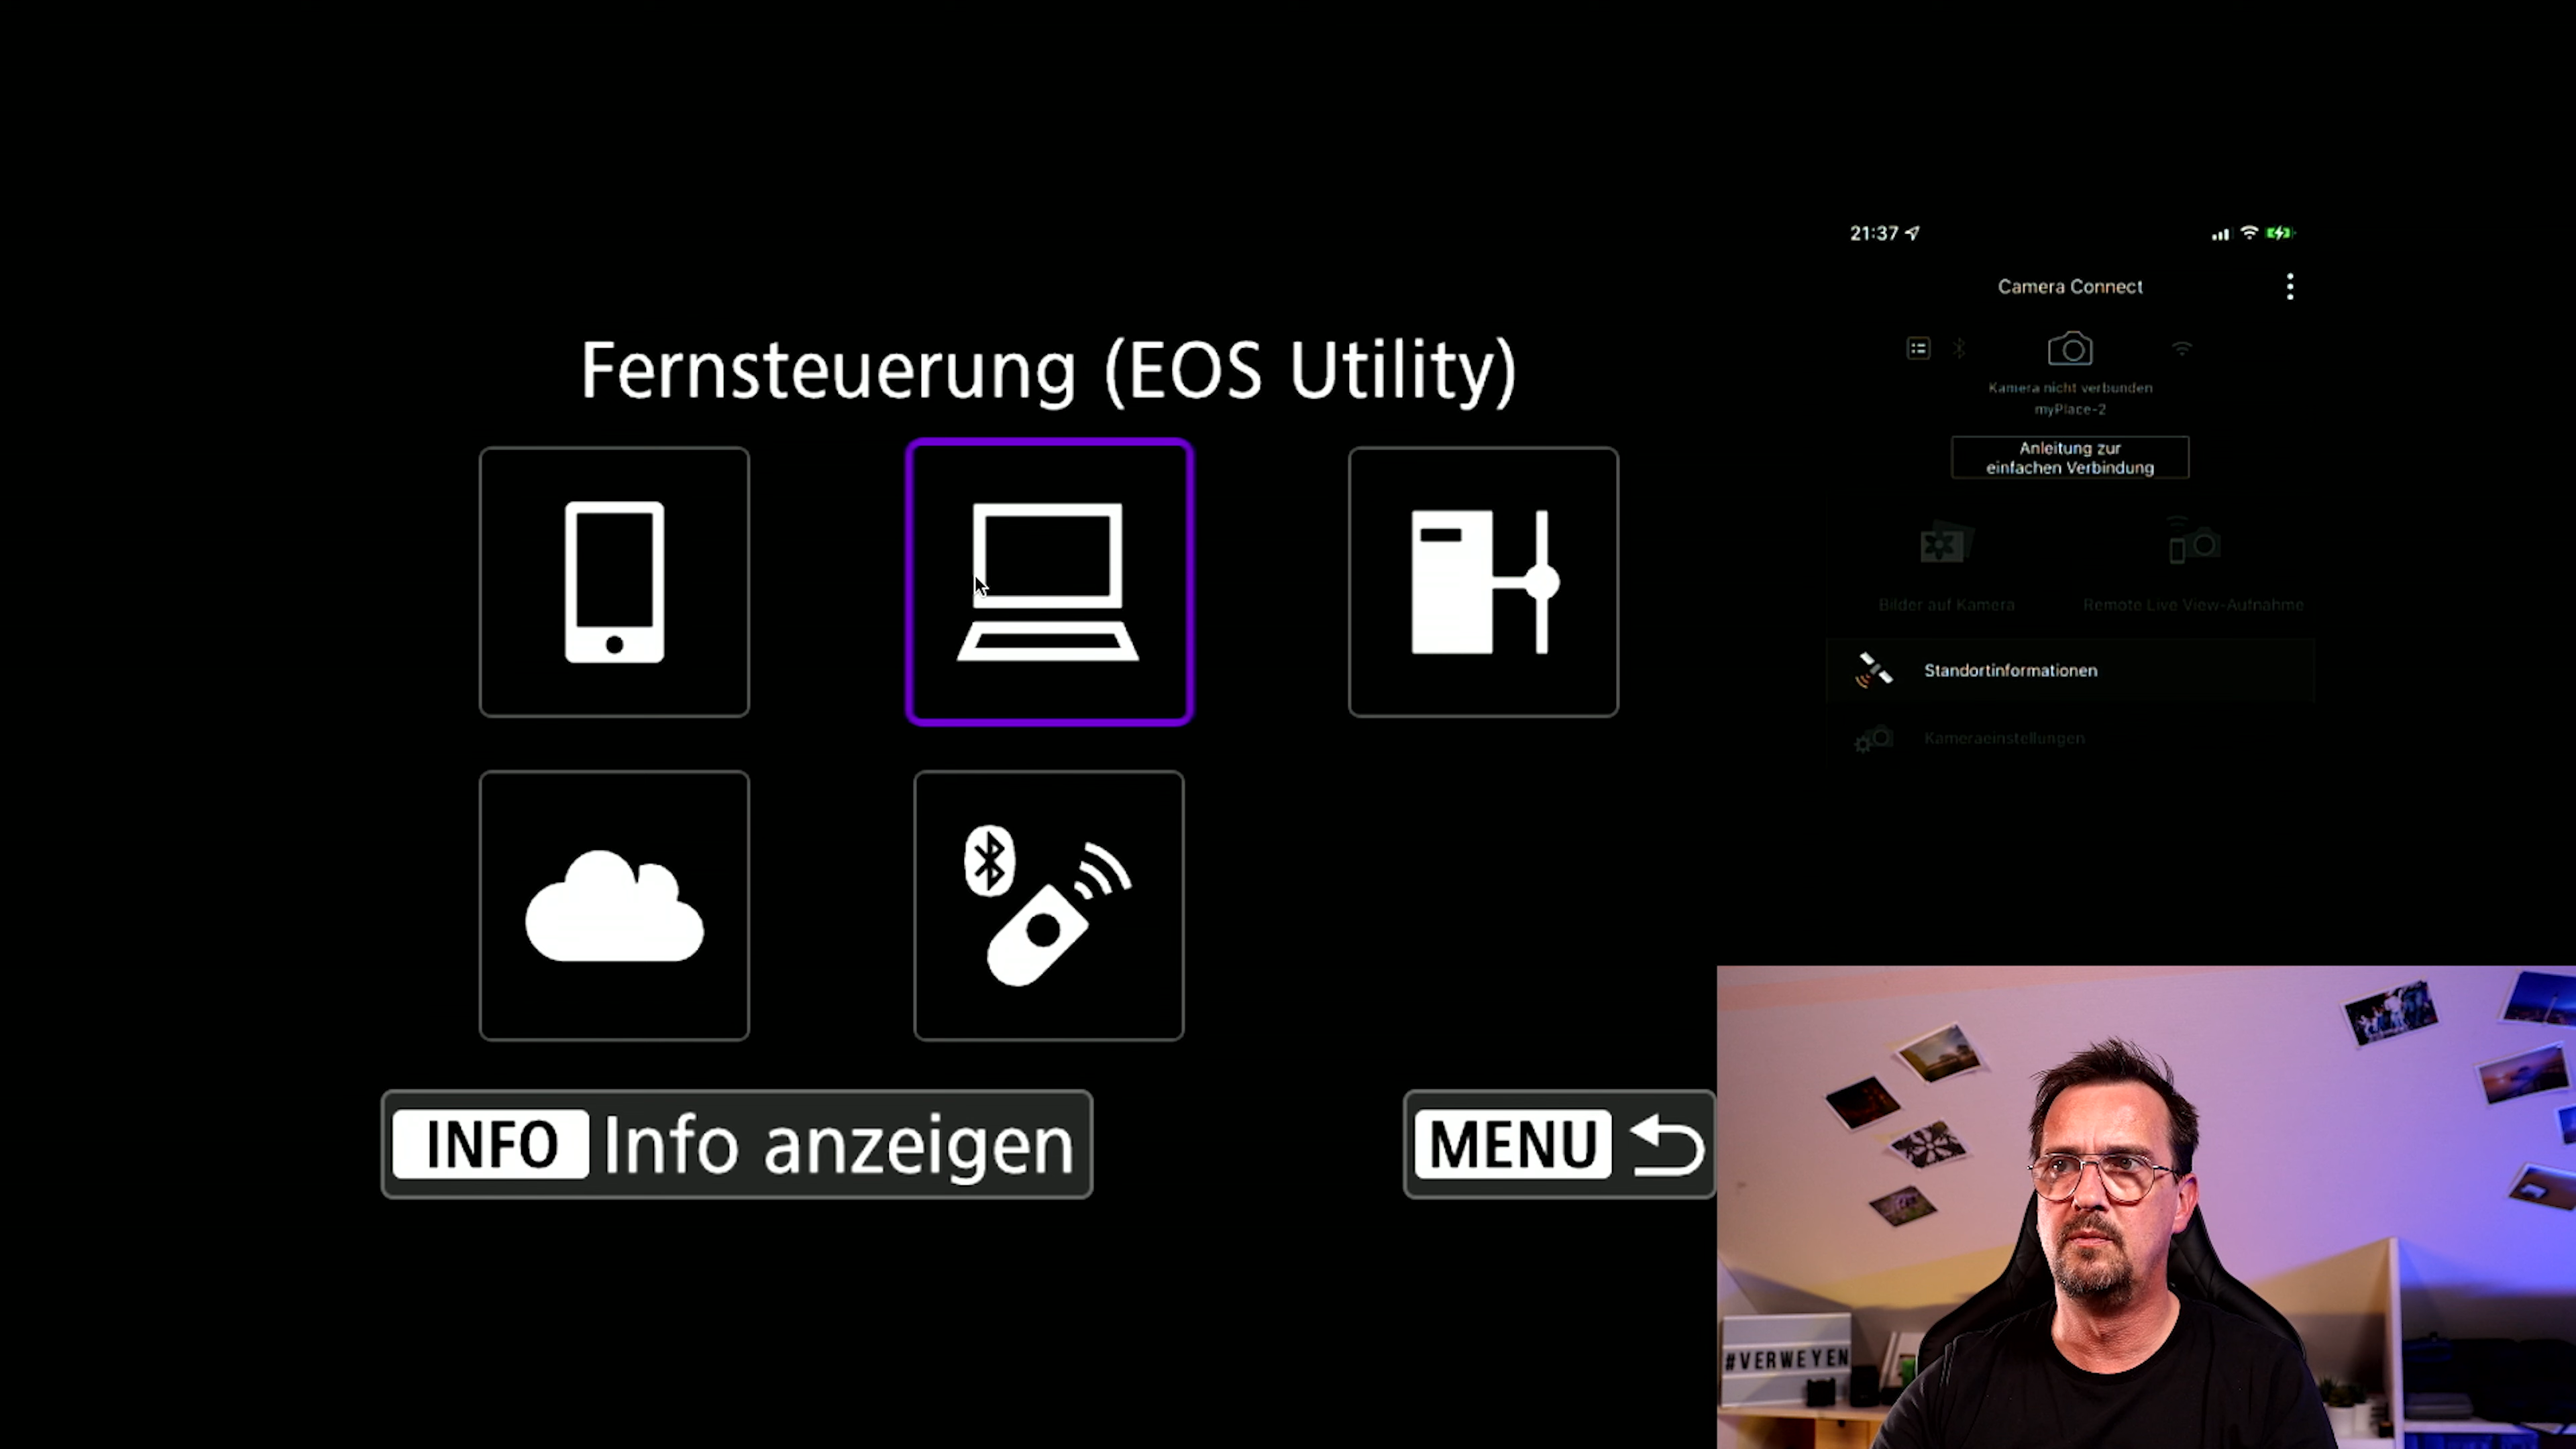 Fernsteuerung (EOS Utility)
INFO Info anzeigen
MENU
21:37
Camera Connect
Kamera nicht verbunden
myPlace-2
Anleitung zur
einfachen Verbindung
Bilder auf Kamera
Remote Live View-Aufnahme
Standortinformationen
Kameraeinstellungen
#VERWEYEN